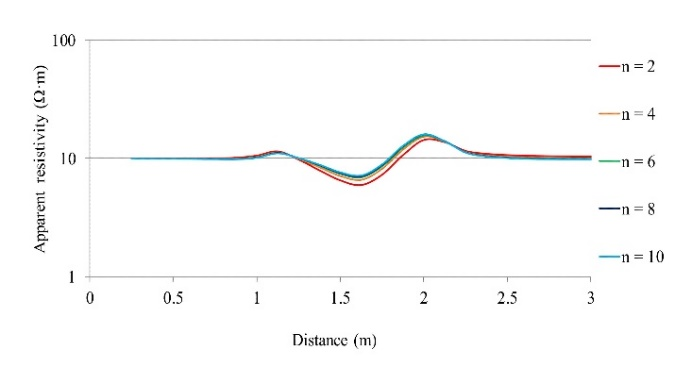 100
10
1
Apparent resistivity (Ω·m)
0 0.5 1 1.5 2 2.5 3
Distance (m)
n = 2
n = 4
n = 6
n = 8
n = 10